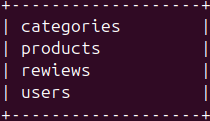 +--------------------+
| categories         |
| products           |
| rewiews            |
| users              |
+--------------------+